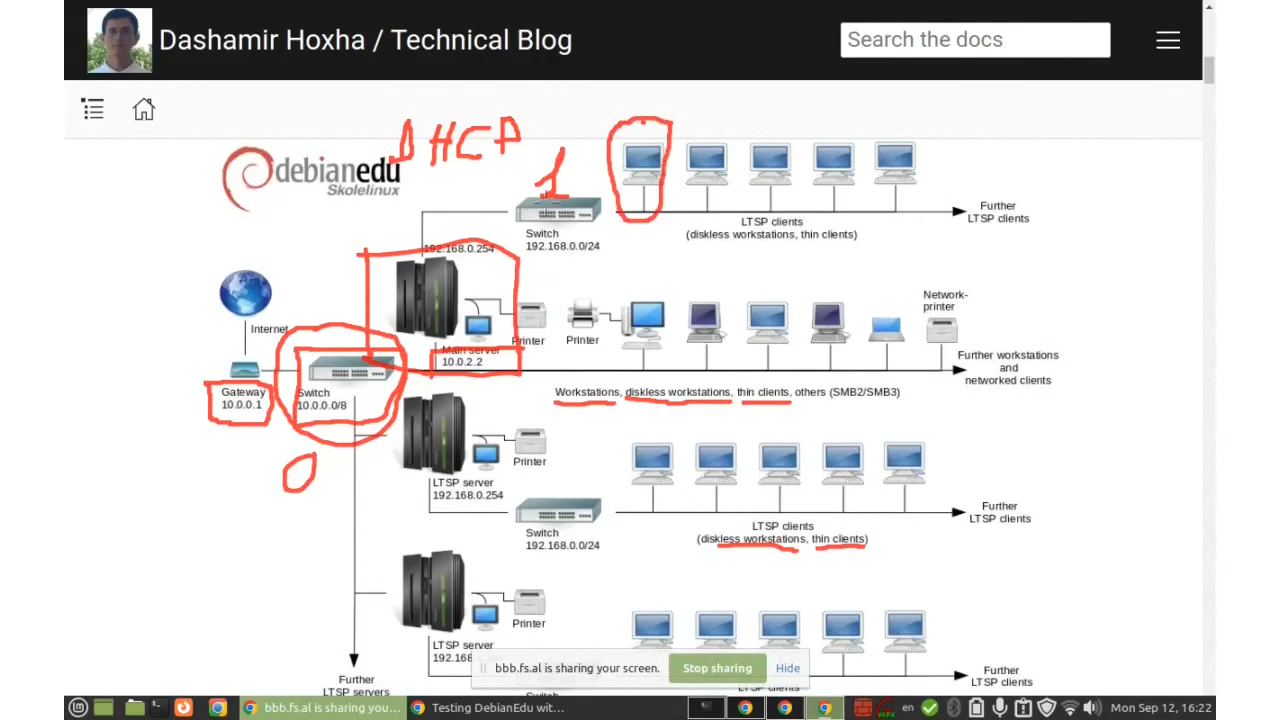 Dashamir Hoxha / Technical Blog
Search the docs
DHCP
debianedu
Skolelinux
1
Switch
192.168.0.0/24
LTSP clients
(diskless workstations, thin clients)
Further
LTSP clients
192.168.0.254
Internet
Printer
Printer
Network-
printer
Main server
10.0.2.2
Further workstations
and
networked clients
Gateway
10.0.0.1
Switch
10.0.0.0/8
Workstations, diskless workstations, thin clients, others (SMB2/SMB3)
0
Printer
LTSP server
192.168.0.254
Switch
192.168.0.0/24
LTSP clients
(diskless workstations, thin clients)
Further
LTSP clients
Printer
LTSP server
bbb.fs.al is sharing your screen.
Stop sharing
Hide
Further
LTSP servers
Further
LTSP clients
Switch
LTSP clients
bbb.fs.al is sharing you...
Testing DebianEdu wit...
en
Mon Sep 12, 16:22